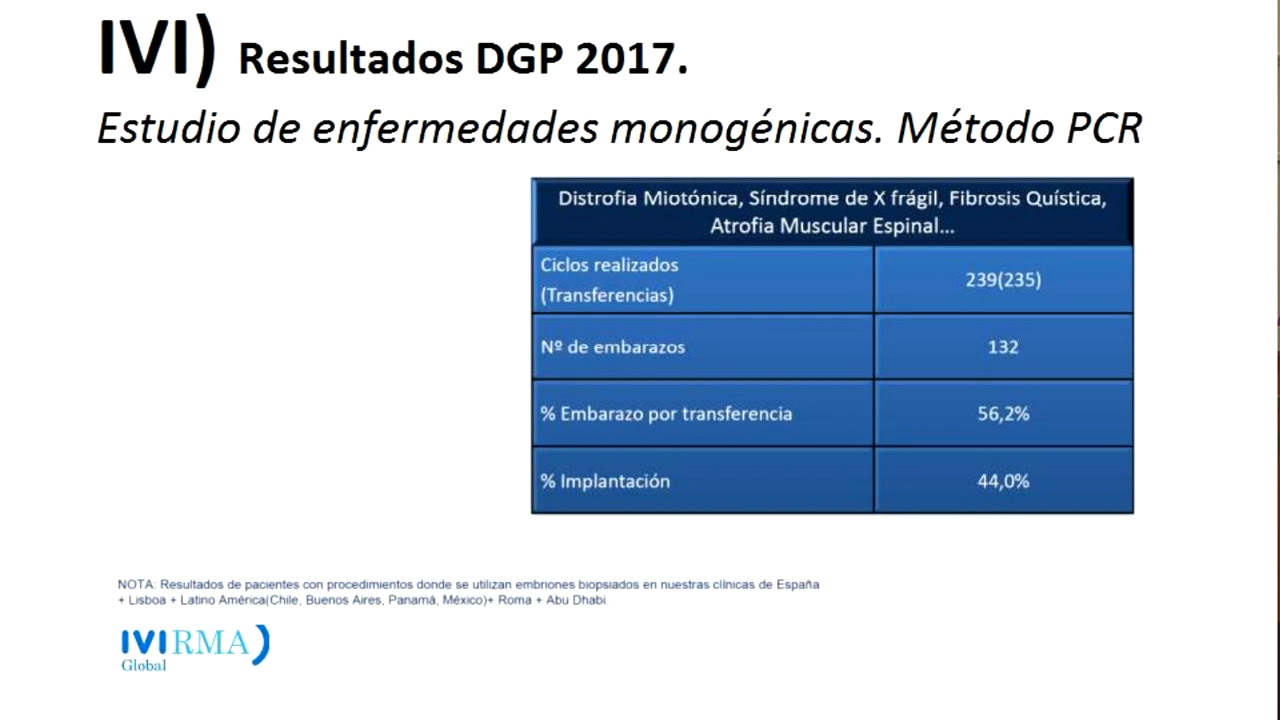 IVI) Resultados DGP 2017.
Estudio de enfermedades monogénicas. Método PCR
Distrofia Miotónica, Síndrome de X frágil, Fibrosis Quística,
Atrofia Muscular Espinal...
Ciclos realizados
(Transferencias)
239(235)
Nº de embarazos
132
% Embarazo por transferencia
56,2%
% Implantación
44,0%
NOTA: Resultados de pacientes con procedimientos donde se utilizan embriones biopsiados en nuestras clínicas de España
+ Lisboa + Latino América(Chile, Buenos Aires, Panamá, México)+ Roma + Abu Dhabi.
IVIRMA)
Global